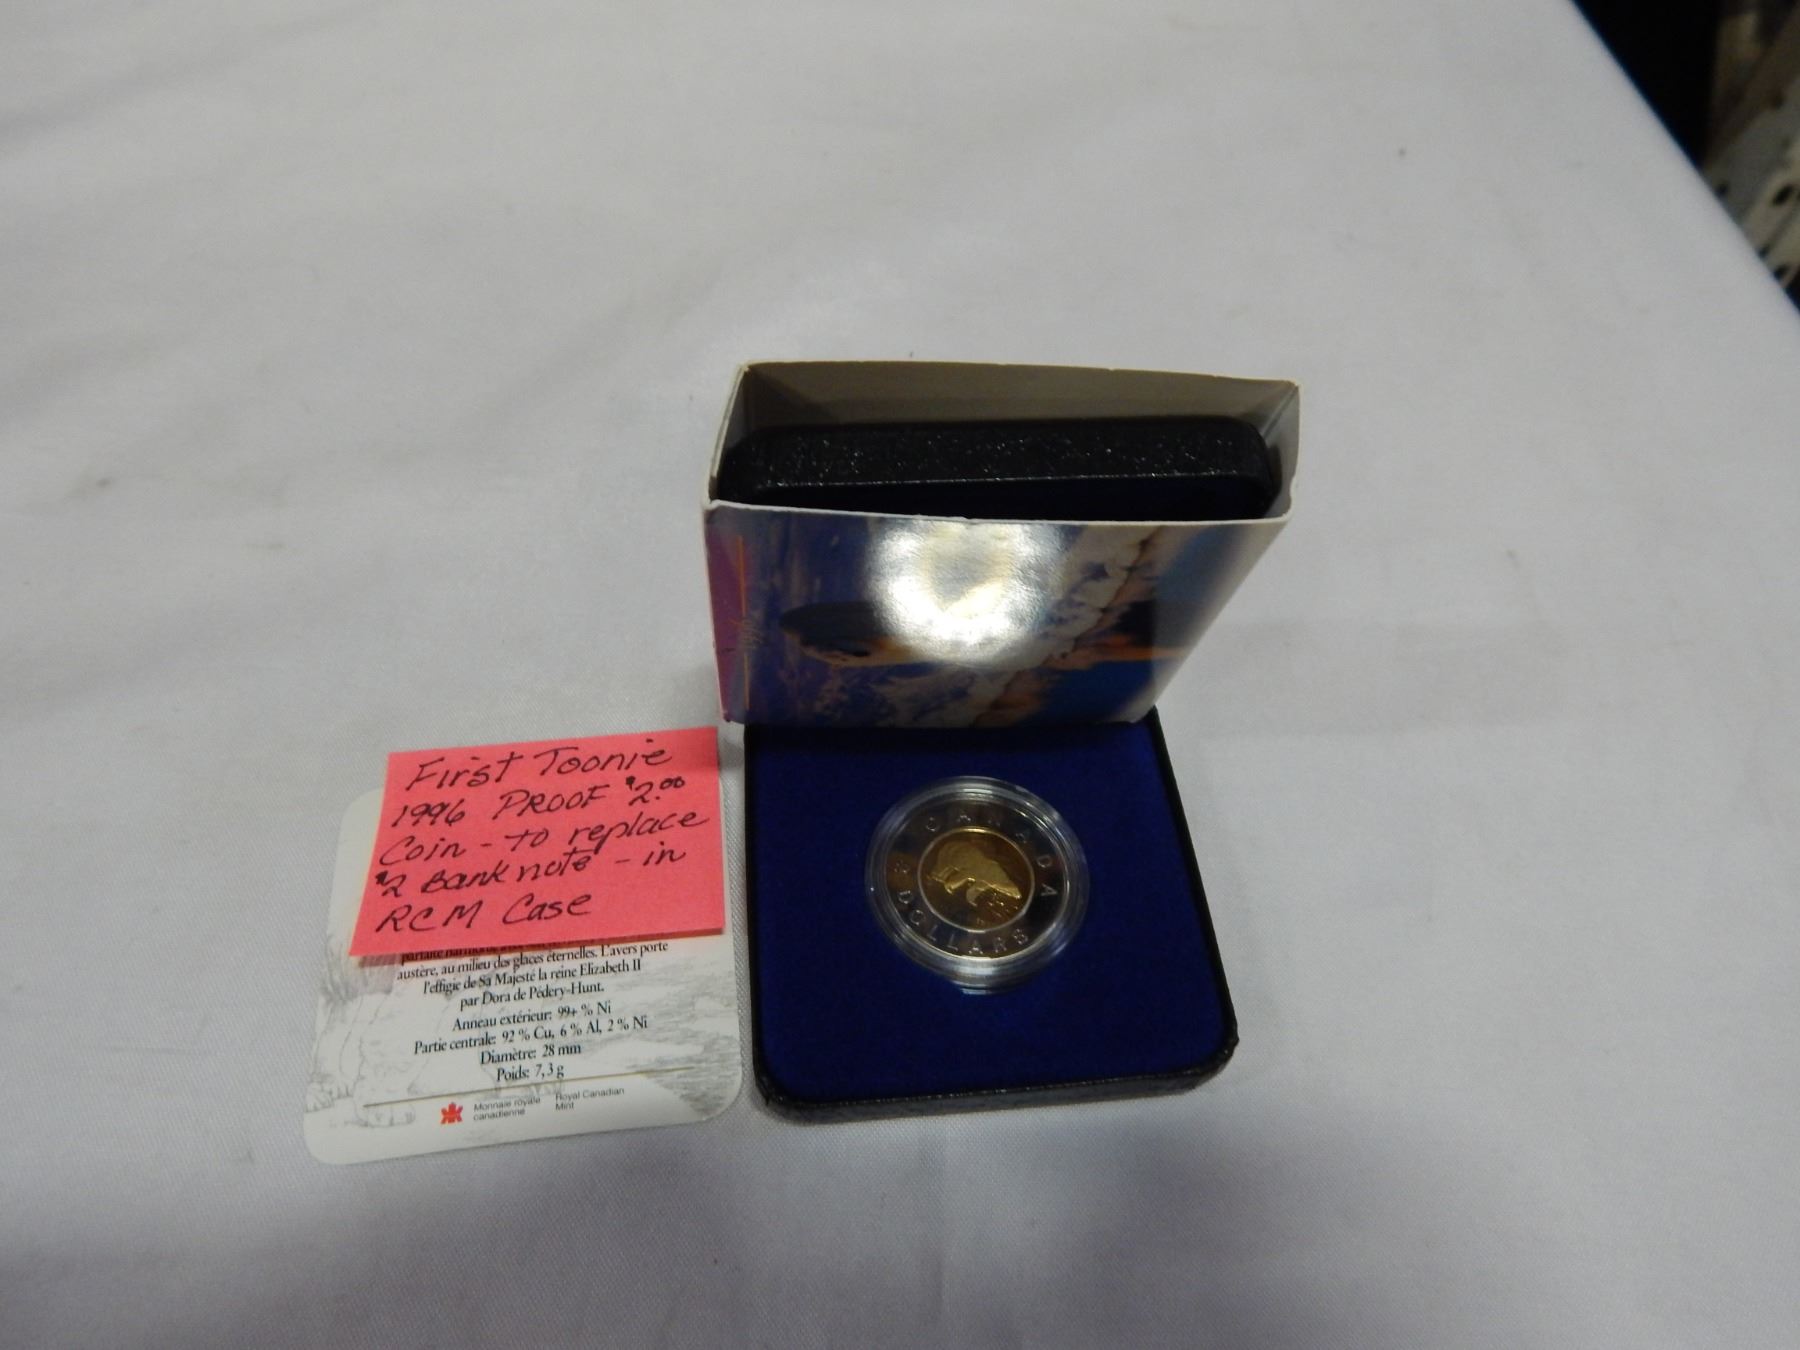 First Toonie
1996 PROOF $2.00
Coin - to replace
$2 Bank note - in
RCM Case
austère, au milieu des glaces éternelles. L'avers porte
l'effigie de Sa Majesté la reine Elizabeth II
par Dora de Pédery-Hunt.
Anneau extérieur: 99+ % Ni
Partie centrale: 92 % Cu, 6 % Al, 2 % Ni
Diamètre: 28 mm
Poids: 7,3 g
Monnaie royale canadienne
Royal Canadian Mint
CANADA
2 DOLLARS
1996